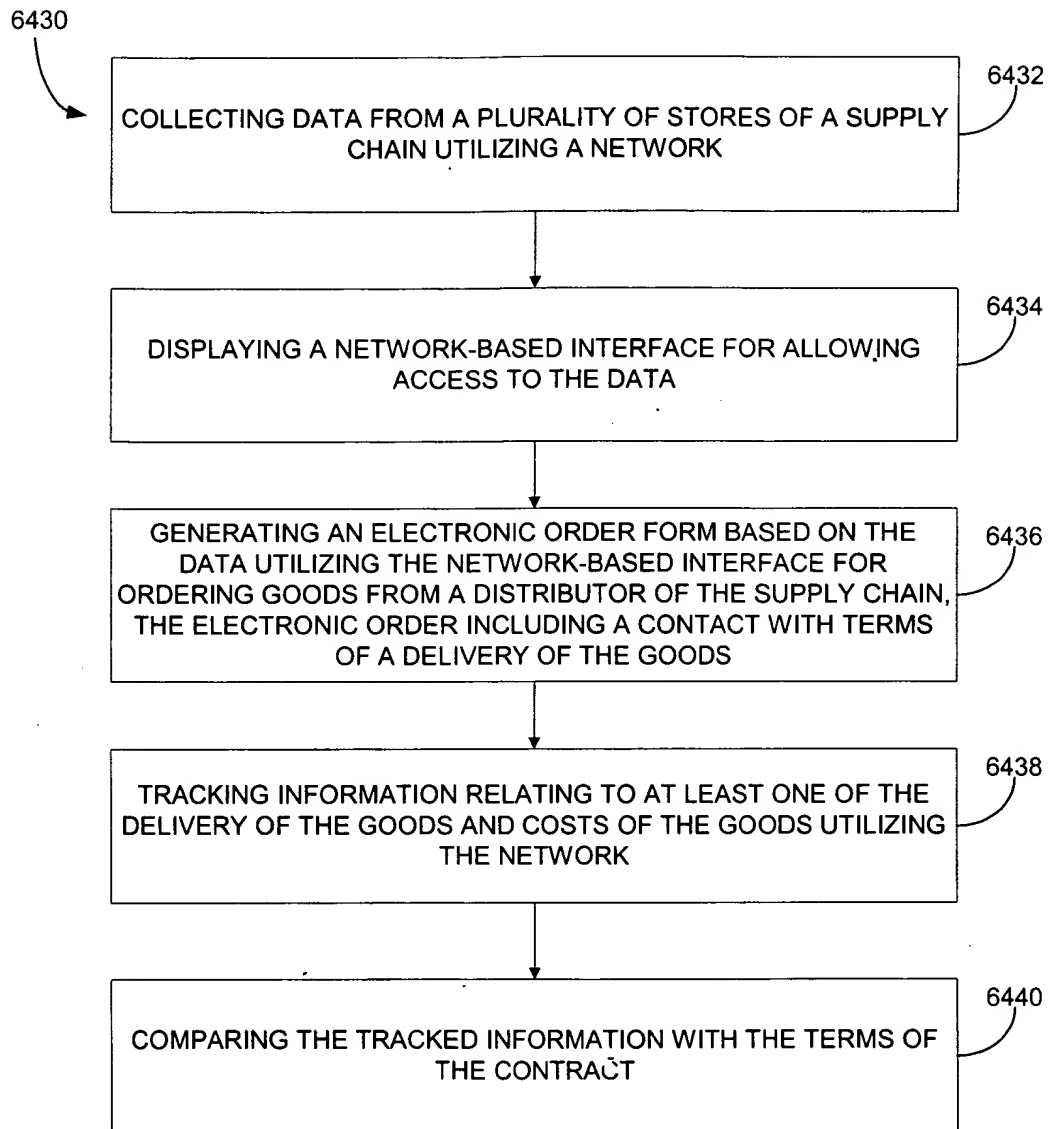 6430
6432
COLLECTING DATA FROM A PLURALITY OF STORES OF A SUPPLY
CHAIN UTILIZING A NETWORK
6434
DISPLAYING A NETWORK-BASED INTERFACE FOR ALLOWING
ACCESS TO THE DATA
6436
GENERATING AN ELECTRONIC ORDER FORM BASED ON THE
DATA UTILIZING THE NETWORK-BASED INTERFACE FOR
ORDERING GOODS FROM A DISTRIBUTOR OF THE SUPPLY CHAIN,
THE ELECTRONIC ORDER INCLUDING A CONTACT WITH TERMS
OF A DELIVERY OF THE GOODS
6438
TRACKING INFORMATION RELATING TO AT LEAST ONE OF THE
DELIVERY OF THE GOODS AND COSTS OF THE GOODS UTILIZING
THE NETWORK
6440
COMPARING THE TRACKED INFORMATION WITH THE TERMS OF
THE CONTRACT